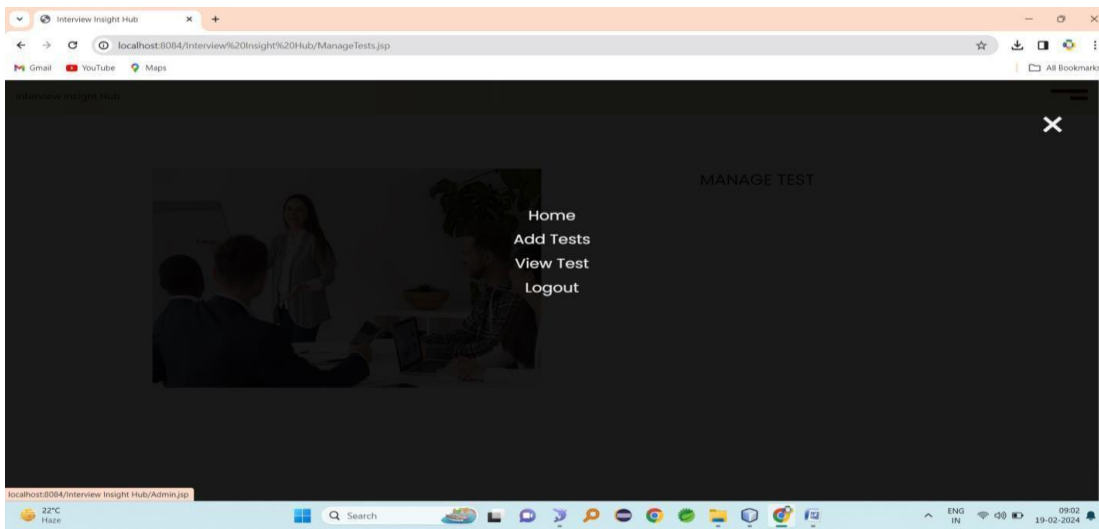 Interview Insight Hub
localhost:8084/Interview%20Insight%20Hub/ManageTests.jsp
Gmail YouTube Maps All Bookmarks
Interview Insight Hub
MANAGE TEST
Home
Add Tests
View Test
Logout
localhost:8084/Interview Insight Hub/Admin.jsp
22°C
Haze
Search
ENG
IN
09:02
19-02-2024